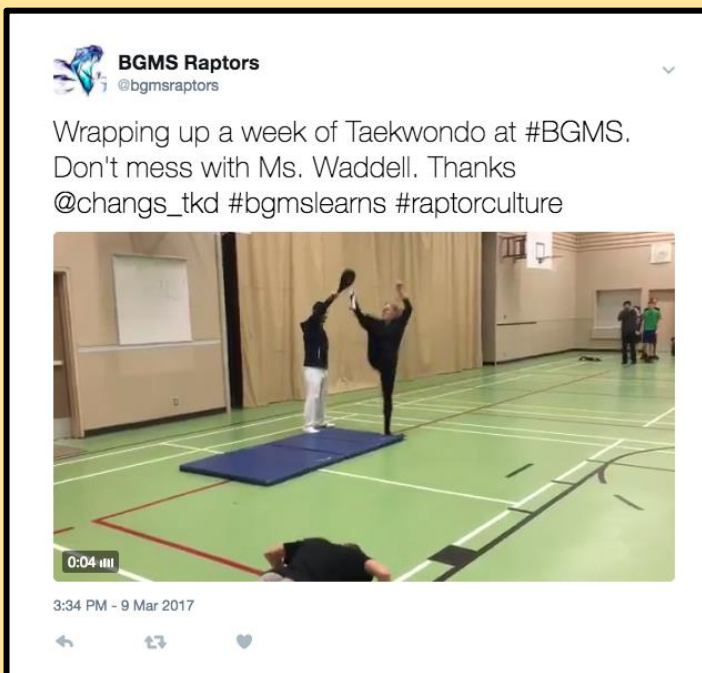 BGMS Raptors
@bgmsraptors
Wrapping up a week of Taekwondo at #BGMS.
Don't mess with Ms. Waddell. Thanks
@changs_tkd #bgmslearns #raptorculture
0:04
3:34 PM - 9 Mar 2017